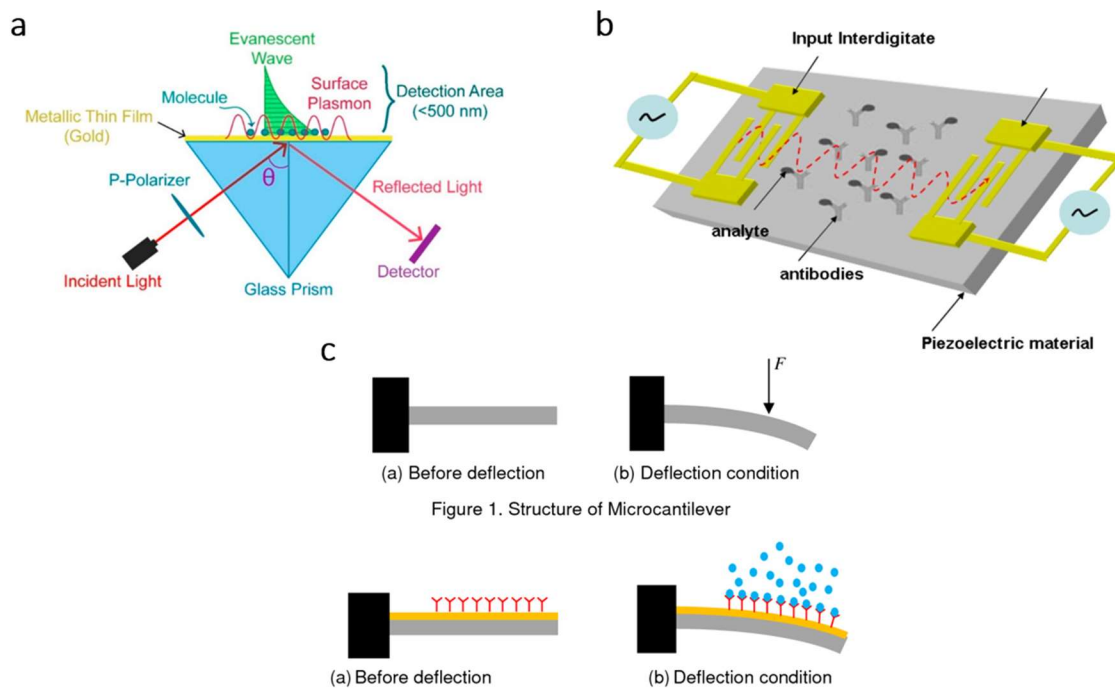 a
Evanescent
Wave
Molecule
Surface
Plasmon
Detection Area
(<500 nm)
Metallic Thin Film
(Gold)
θ
P-Polarizer
Reflected Light
Incident Light
Detector
Glass Prism
b
Input Interdigitate
analyte
antibodies
Piezoelectric material
c
F
(a) Before deflection
(b) Deflection condition
Figure 1. Structure of Microcantilever
(a) Before deflection
(b) Deflection condition